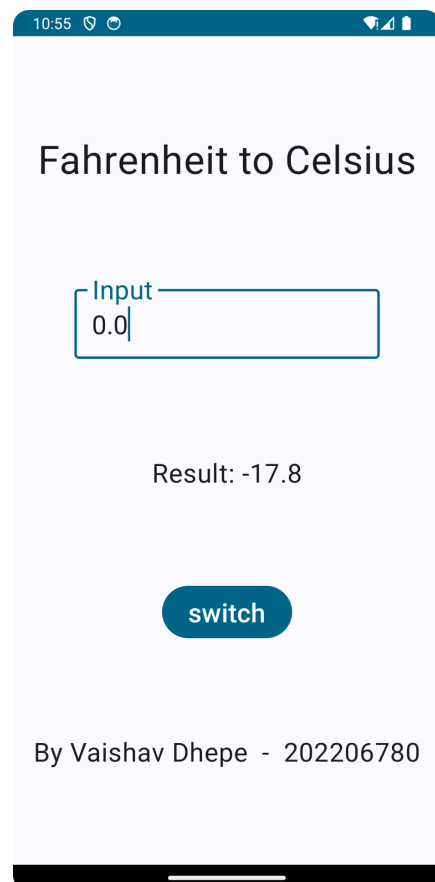 10:55
Fahrenheit to Celsius
Input
0.0
Result: -17.8
switch
By Vaishav Dhepe - 202206780